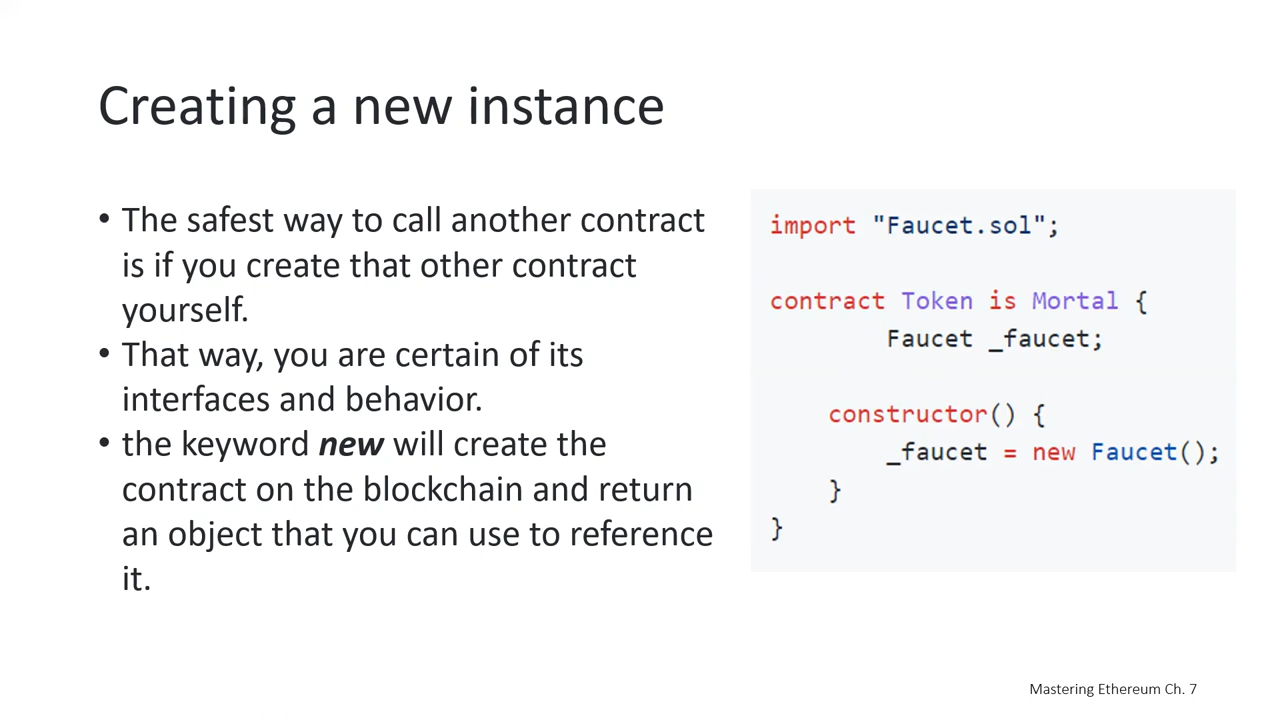 Creating a new instance
• The safest way to call another contract
is if you create that other contract
yourself.
• That way, you are certain of its
interfaces and behavior.
• the keyword new will create the
contract on the blockchain and return
an object that you can use to reference
it.
import "Faucet.sol";
contract Token is Mortal {
Faucet _faucet;
constructor() {
_faucet = new Faucet();
}
}
Mastering Ethereum Ch. 7